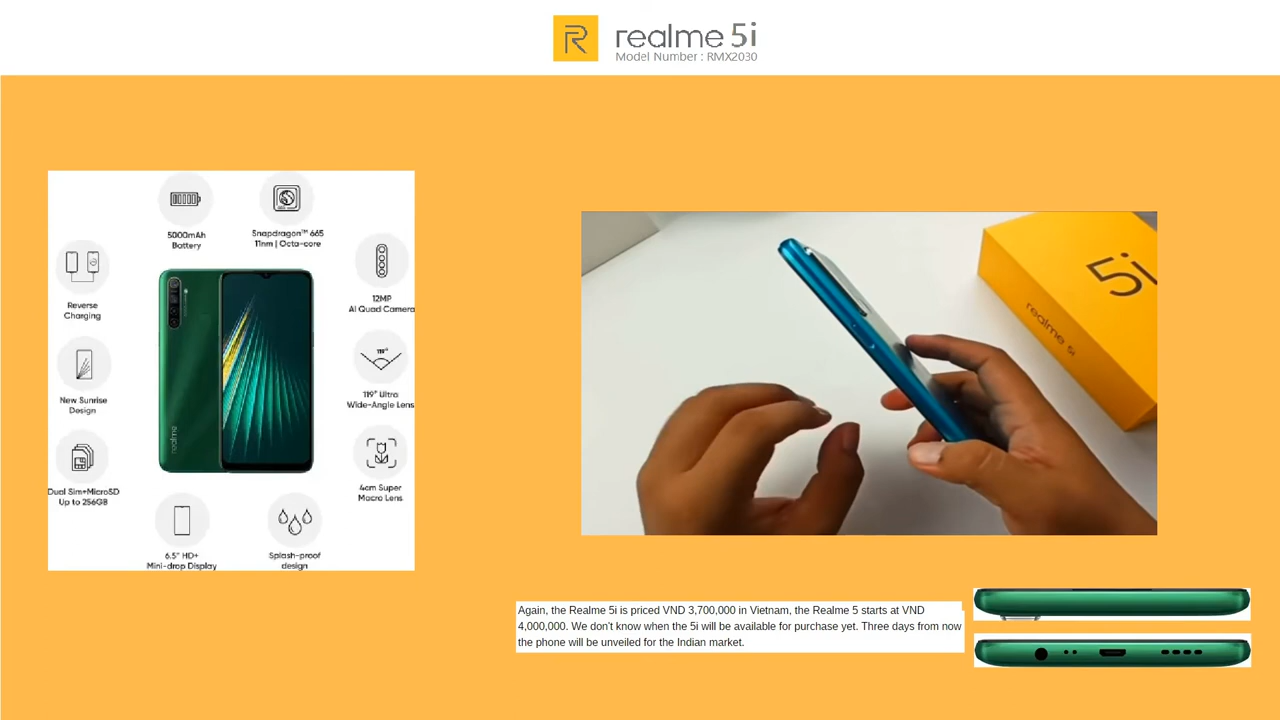 realme 5i
Model Number : RMX2030
5000mAh
Battery
Snapdragon™ 665
11nm | Octa-core
Reverse
Charging
12MP
Ai Quad Camera
New Sunrise
Design
119°
119° Ultra
Wide-Angle Lens
realme
Dual Sim+MicroSD
Up to 256GB
4cm Super
Macro Lens
6.5" HD+
Mini-drop Display
Splash-proof
design
5i
realme 5i
Again, the Realme 5i is priced VND 3,700,000 in Vietnam, the Realme 5 starts at VND
4,000,000. We don't know when the 5i will be available for purchase yet. Three days from now
the phone will be unveiled for the Indian market.